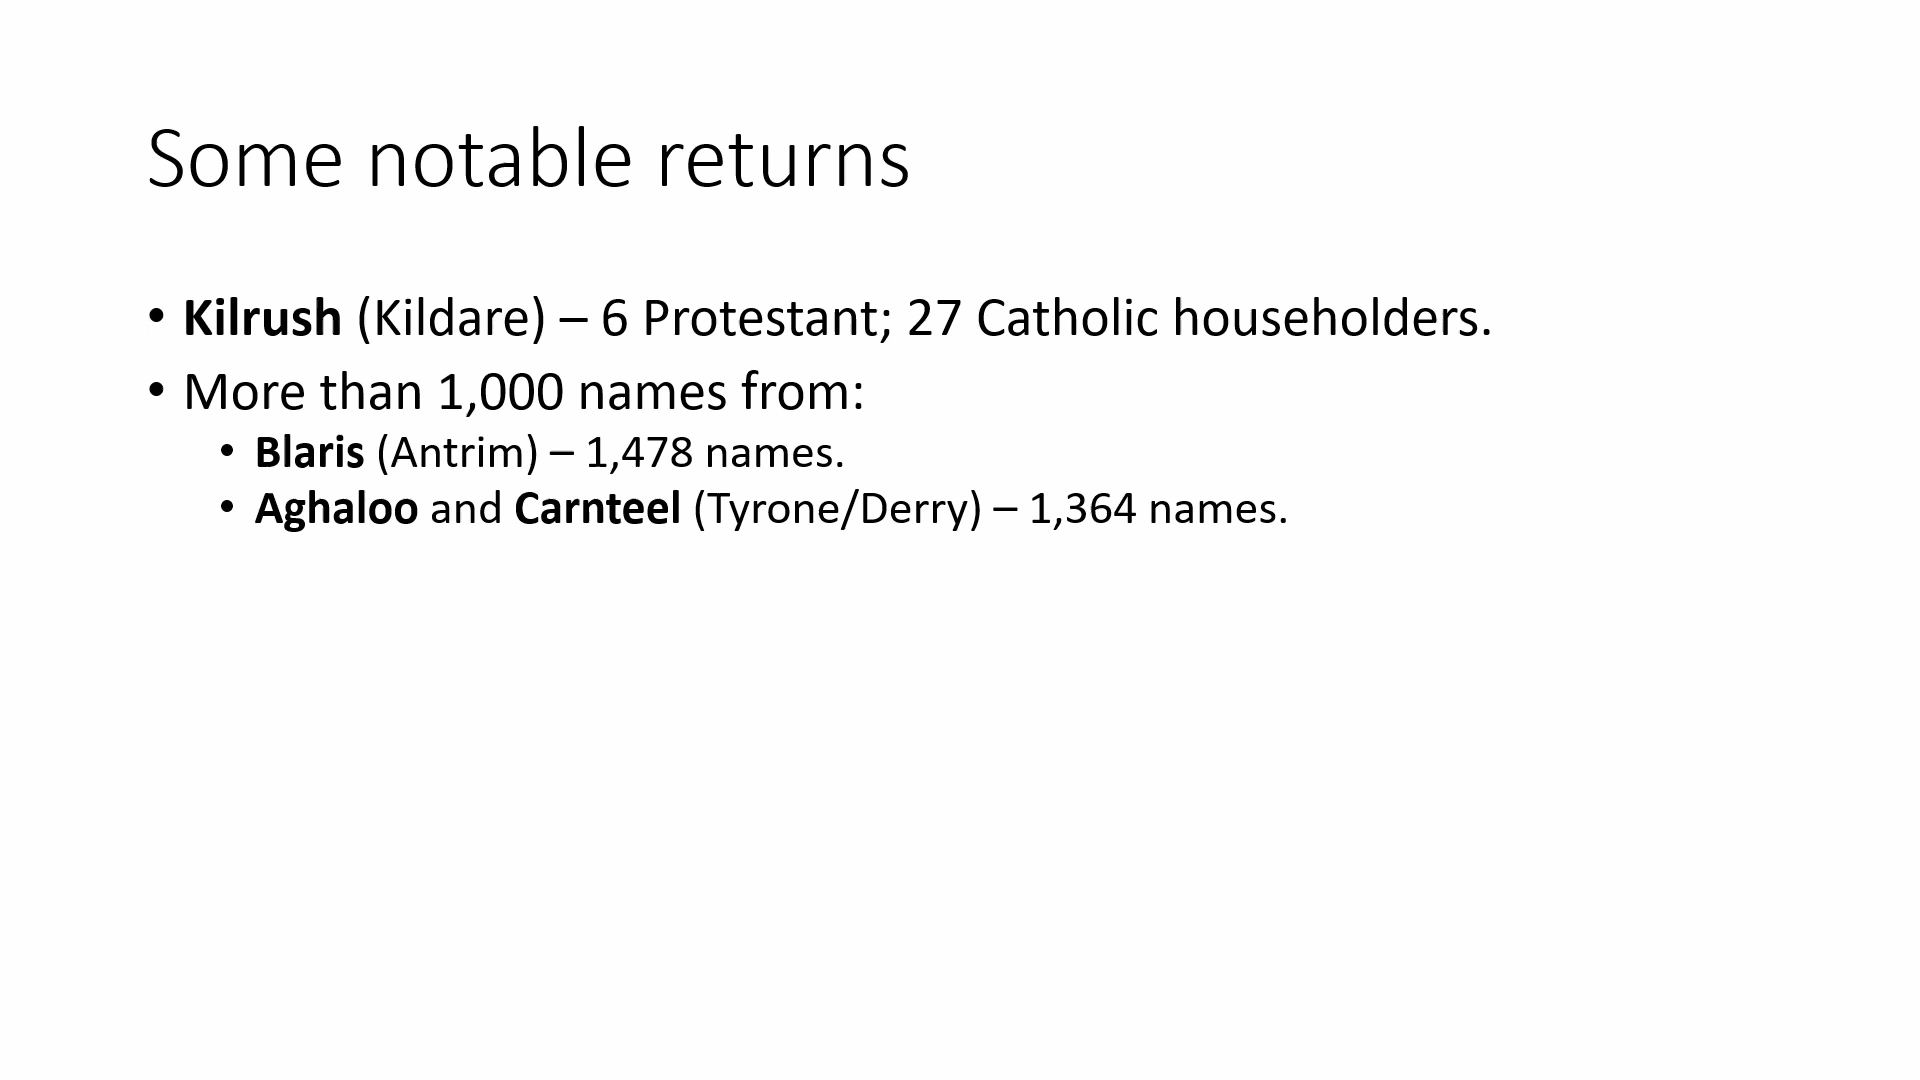 Some notable returns
• Kilrush (Kildare) – 6 Protestant; 27 Catholic householders.
• More than 1,000 names from:
• Blaris (Antrim) – 1,478 names.
• Aghaloo and Carnteel (Tyrone/Derry) – 1,364 names.